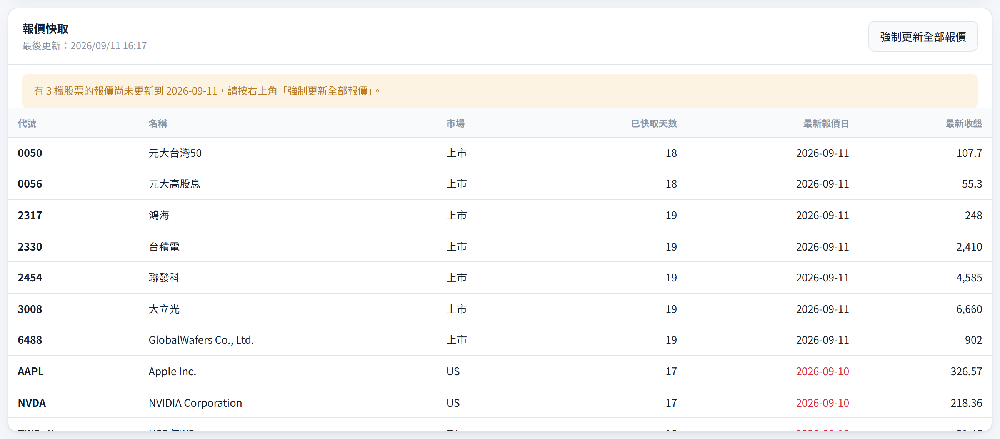 報價快取
最後更新：2026/09/11 16:17
強制更新全部報價
有 3 檔股票的報價尚未更新到 2026-09-11，請按右上角「強制更新全部報價」。
代號 名稱 市場 已快取天數 最新報價日 最新收盤
0050 元大台灣50 上市 18 2026-09-11 107.7
0056 元大高股息 上市 18 2026-09-11 55.3
2317 鴻海 上市 19 2026-09-11 248
2330 台積電 上市 19 2026-09-11 2,410
2454 聯發科 上市 19 2026-09-11 4,585
3008 大立光 上市 19 2026-09-11 6,660
6488 GlobalWafers Co., Ltd. 上市 19 2026-09-11 902
AAPL Apple Inc. US 17 2026-09-10 326.57
NVDA NVIDIA Corporation US 17 2026-09-10 218.36
USD/TWD